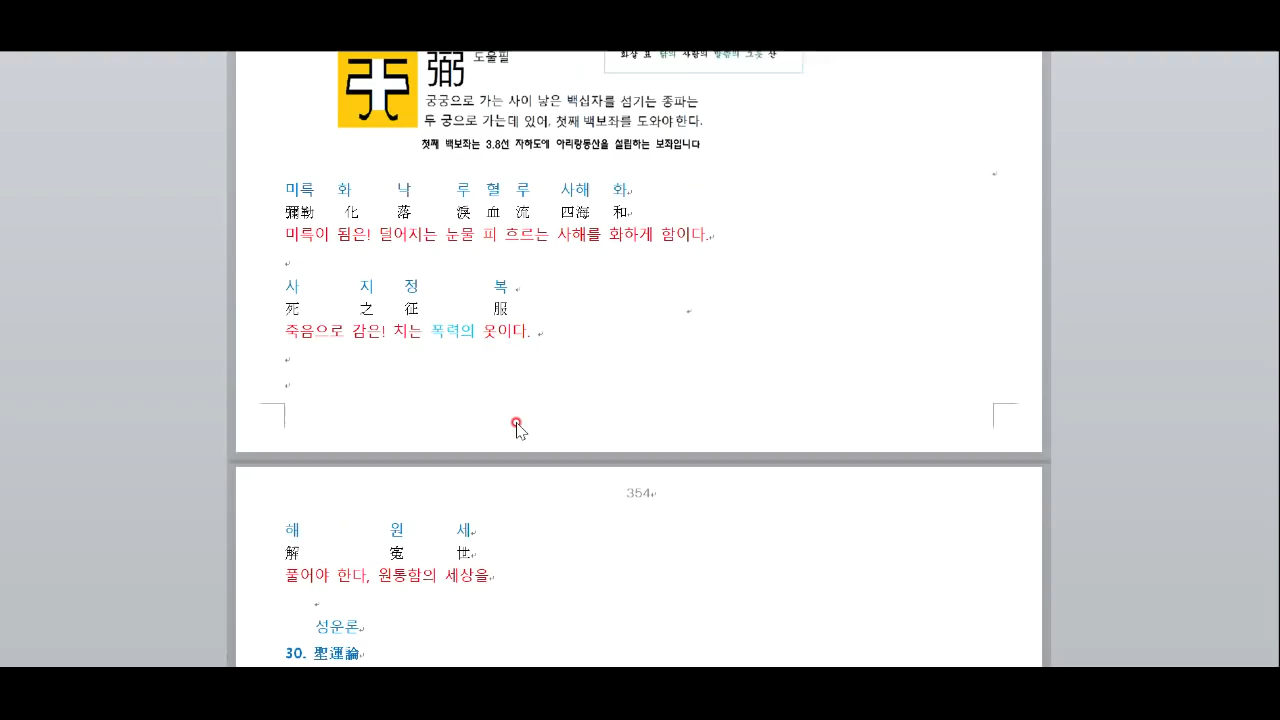 도울필
弼
궁궁으로 가는 사이 낳은 백십자를 섬기는 종파는
두 궁으로 가는데 있어, 첫째 백보좌를 도와야한다.
첫째 백보좌는 3.8선 자하도에 아리랑동산을 설립하는 보좌입니다
미륵 화 낙 루 혈 루 사해 화
彌勒 化 落 淚 血 流 四海 和
미륵이 됨은! 덜어지는 눈물 피 흐르는 사해를 화하게 함이다.
사 지 정 복
死 之 征 服
죽음으로 감은! 치는 폭력의 옷이다.
354
해 원 세
解 寃 世
풀어야 한다, 원통함의 세상을
성운론
30. 聖運論